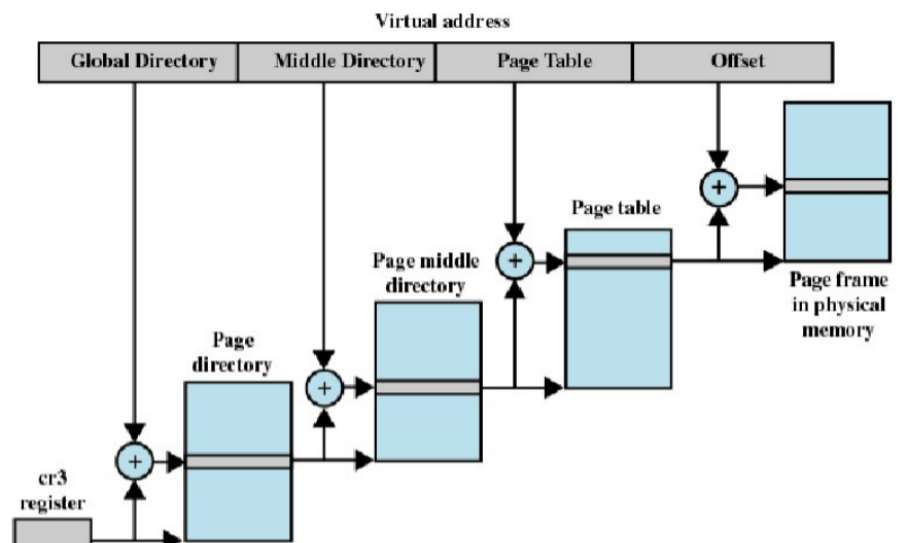 Virtual address
Global Directory
Middle Directory
Page Table
Offset
+
Page table
+
Page middle
directory
Page frame
in physical
memory
Page
directory
+
+
cr3
register